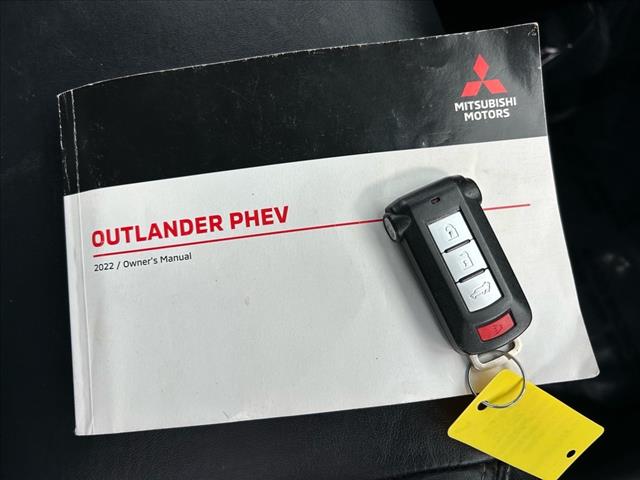 MITSUBISHI
MOTORS
OUTLANDER PHEV
2022 / Owner's Manual